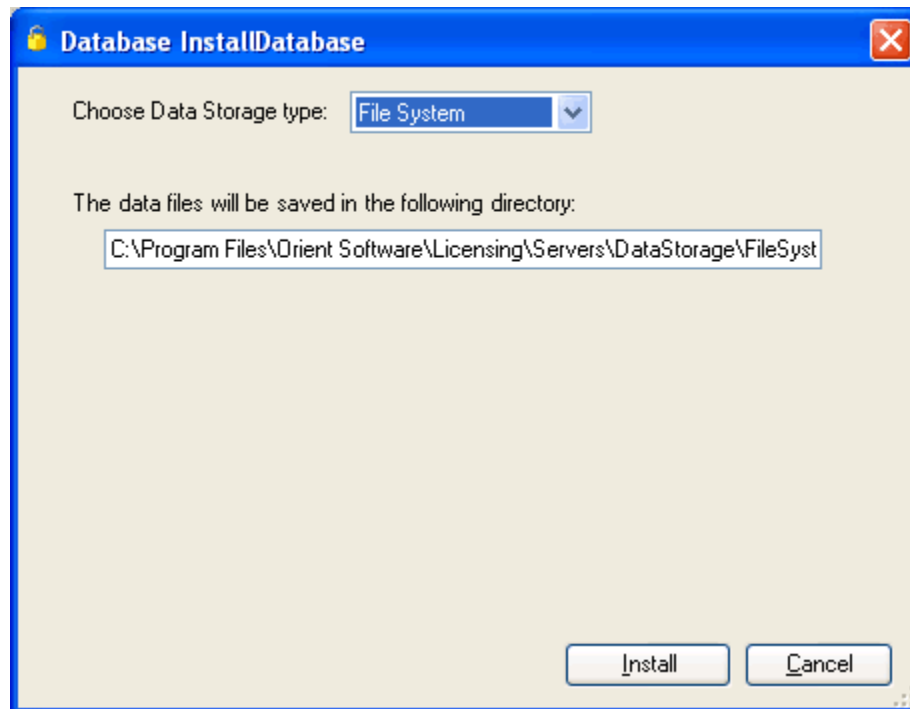 Database InstallDatabase
Choose Data Storage type: File System
The data files will be saved in the following directory:
C:\Program Files\Orient Software\Licensing\Servers\DataStorage\FileSyst
Install Cancel